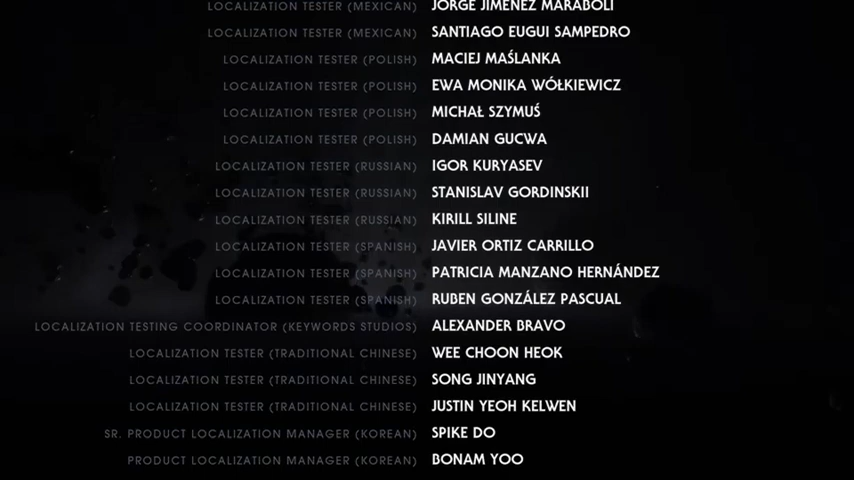 LOCALIZATION TESTER (MEXICAN) JORGE JIMENEZ MARABOLI
LOCALIZATION TESTER (MEXICAN) SANTIAGO EUGUI SAMPEDRO
LOCALIZATION TESTER (POLISH) MACIEJ MAŚLANKA
LOCALIZATION TESTER (POLISH) EWA MONIKA WÓŁKIEWICZ
LOCALIZATION TESTER (POLISH) MICHAŁ SZYMUŚ
LOCALIZATION TESTER (POLISH) DAMIAN GUCWA
LOCALIZATION TESTER (RUSSIAN) IGOR KURYASEV
LOCALIZATION TESTER (RUSSIAN) STANISLAV GORDINSKII
LOCALIZATION TESTER (RUSSIAN) KIRILL SILINE
LOCALIZATION TESTER (SPANISH) JAVIER ORTIZ CARRILLO
LOCALIZATION TESTER (SPANISH) PATRICIA MANZANO HERNÁNDEZ
LOCALIZATION TESTER (SPANISH) RUBEN GONZÁLEZ PASCUAL
LOCALIZATION TESTING COORDINATOR (KEYWORDS STUDIOS) ALEXANDER BRAVO
LOCALIZATION TESTER (TRADITIONAL CHINESE) WEE CHOON HEOK
LOCALIZATION TESTER (TRADITIONAL CHINESE) SONG JINYANG
LOCALIZATION TESTER (TRADITIONAL CHINESE) JUSTIN YEOH KELWEN
SR. PRODUCT LOCALIZATION MANAGER (KOREAN) SPIKE DO
PRODUCT LOCALIZATION MANAGER (KOREAN) BONAM YOO